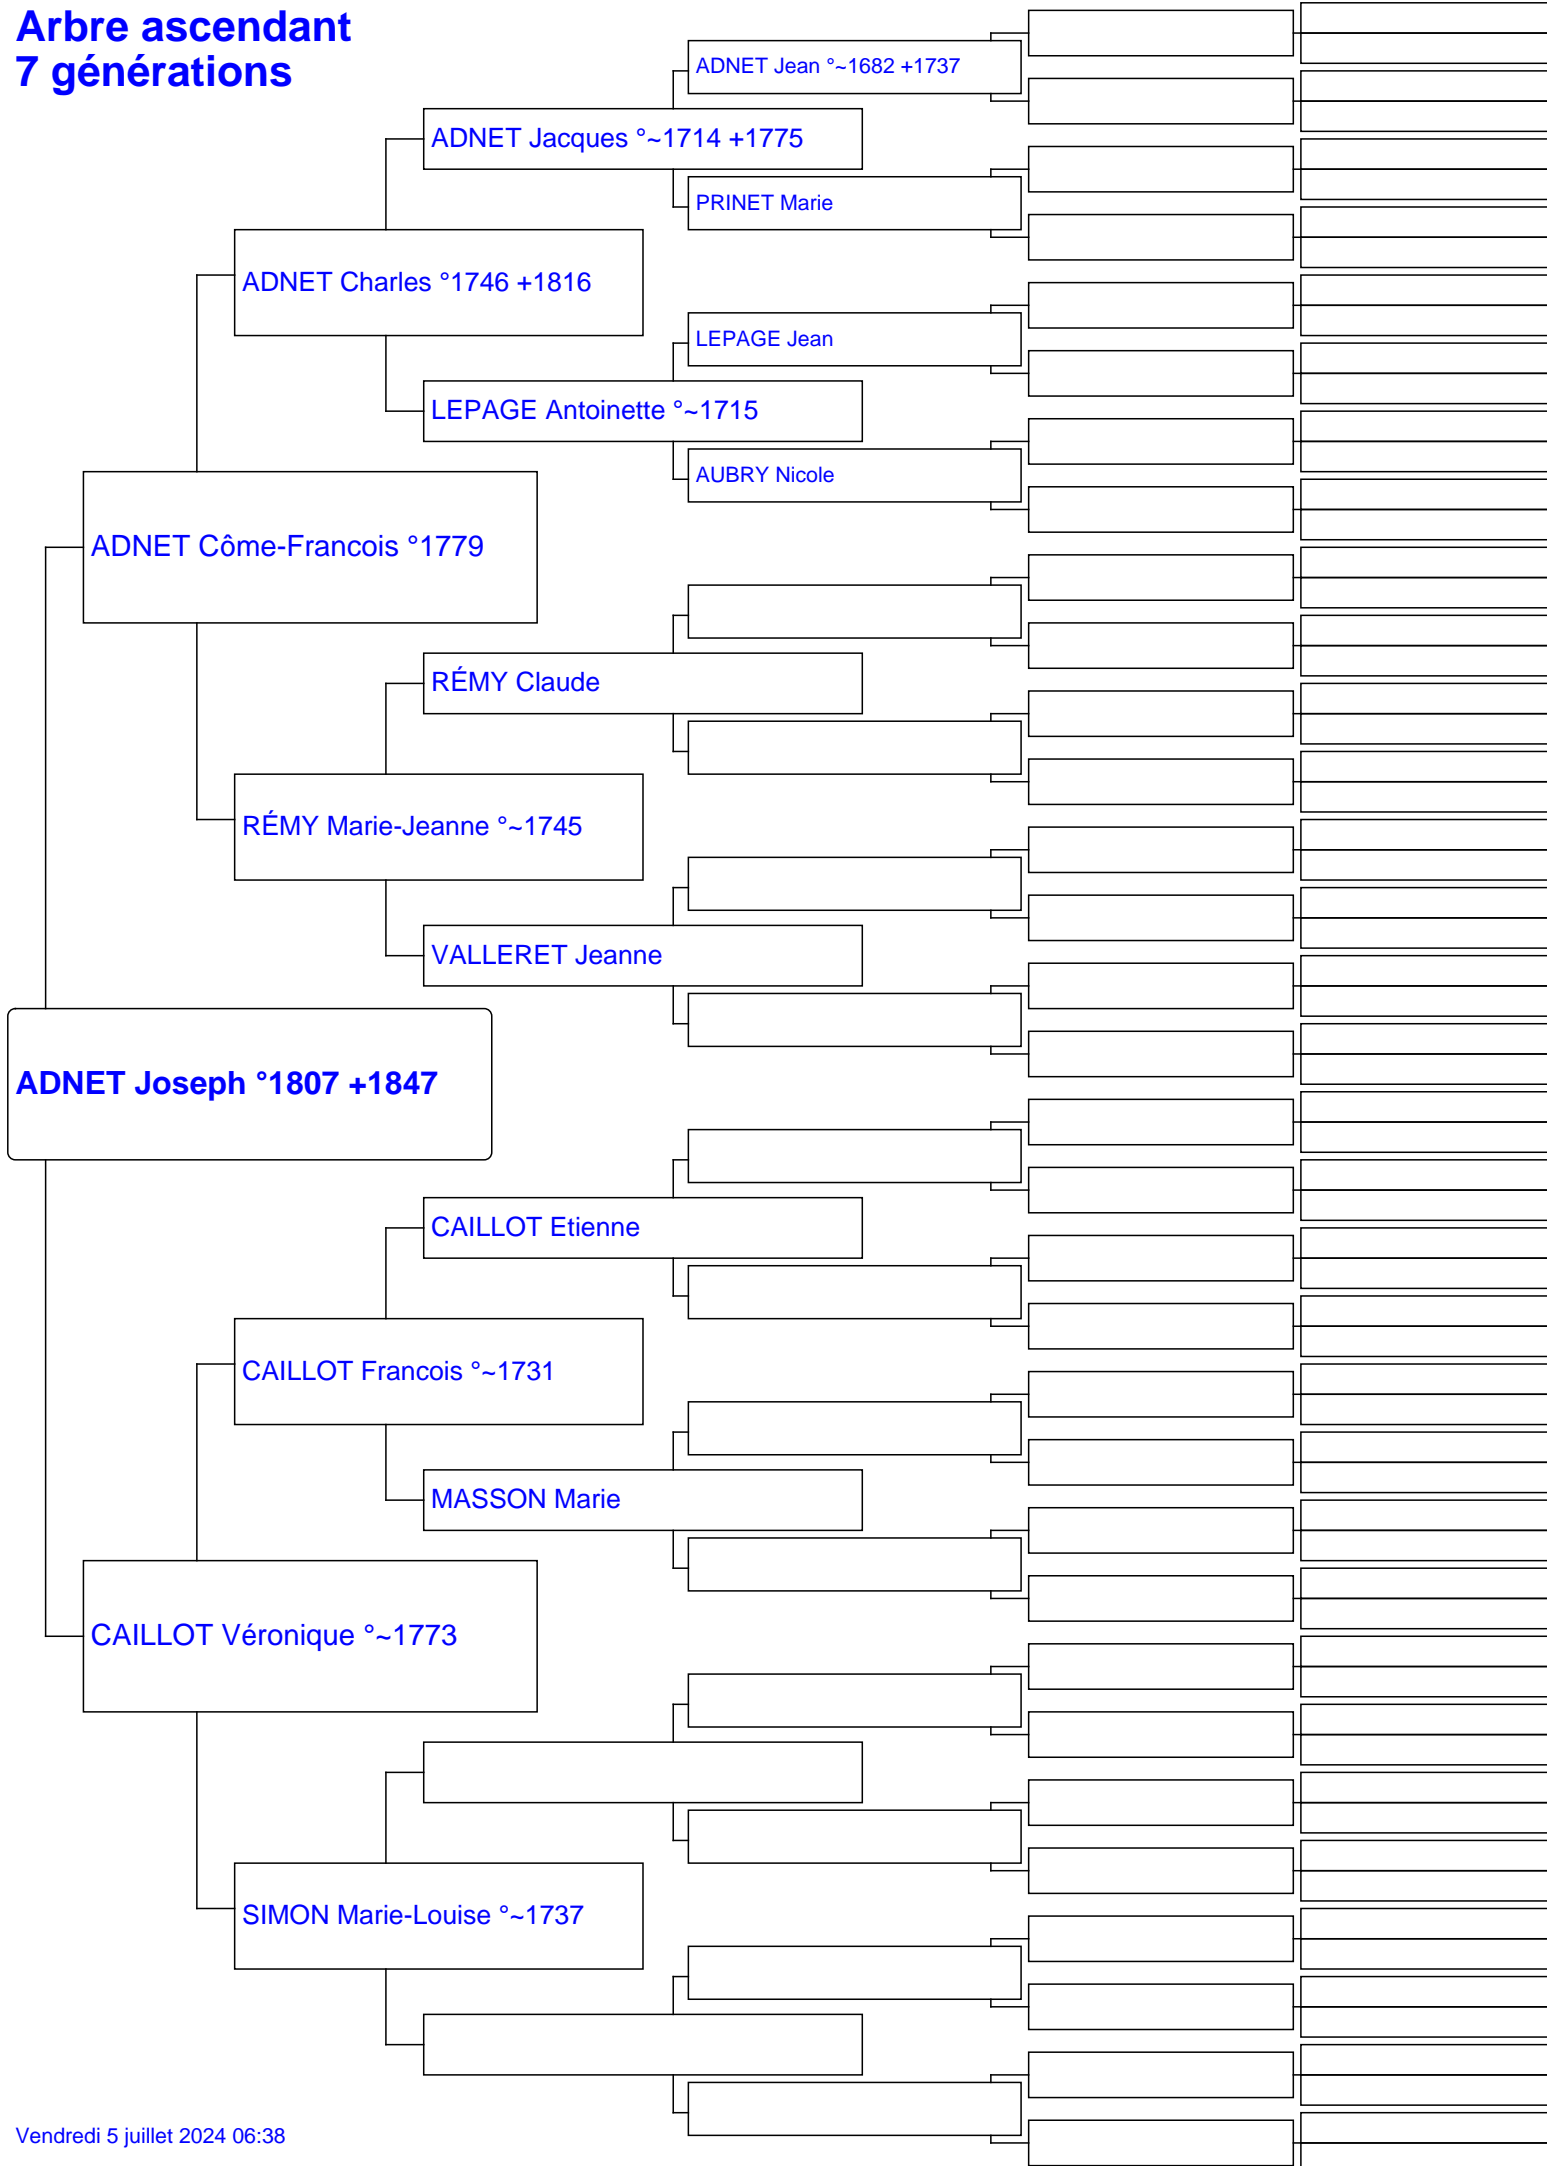 Arbre ascendant
7 générations
ADNET Jean °~1682 +1737
ADNET Jacques °~1714 +1775
PRINET Marie
ADNET Charles °1746 +1816
LEPAGE Jean
LEPAGE Antoinette °~1715
AUBRY Nicole
ADNET Côme-Francois °1779
RÉMY Claude
RÉMY Marie-Jeanne °~1745
VALLERET Jeanne
ADNET Joseph °1807 +1847
CAILLOT Etienne
CAILLOT Francois °~1731
MASSON Marie
CAILLOT Véronique °~1773
SIMON Marie-Louise °~1737
Vendredi 5 juillet 2024 06:38